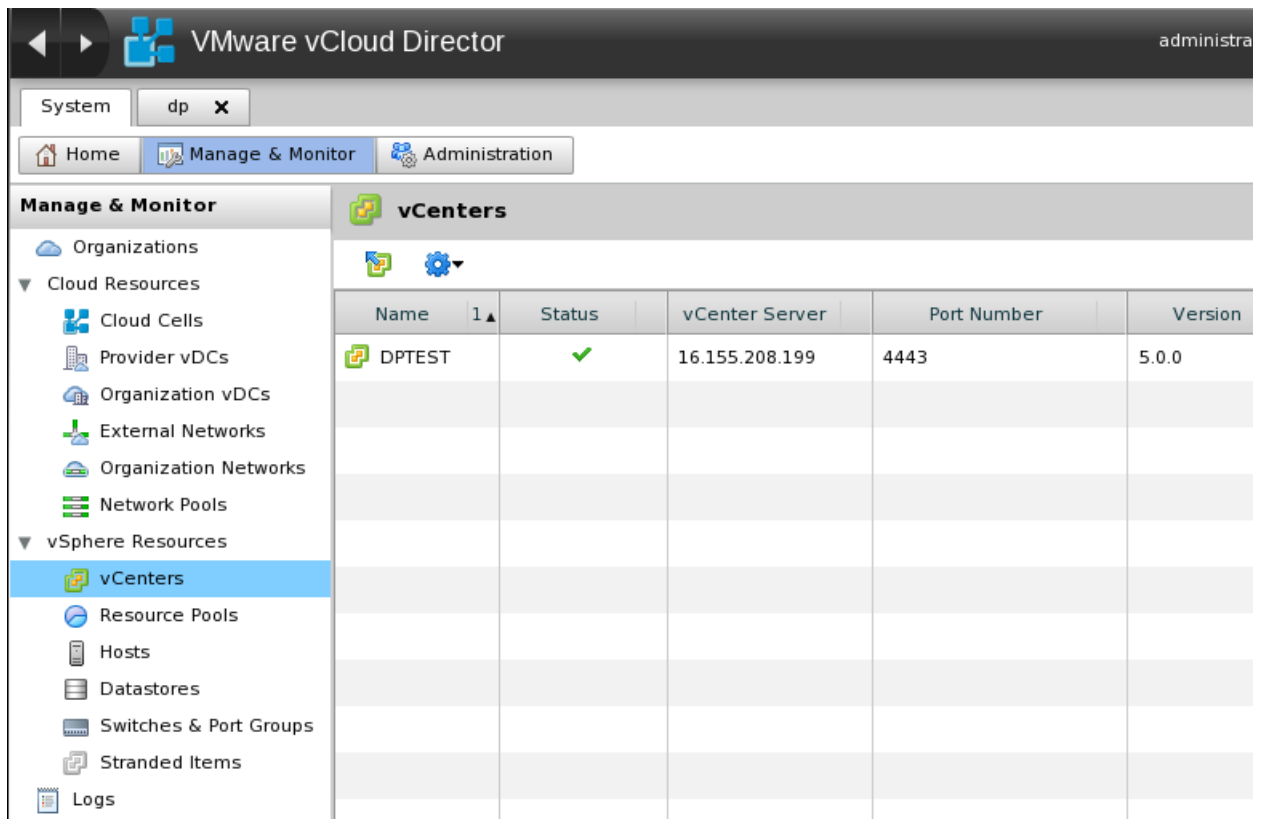 VMware vCloud Director
administra
System dp
Home Manage & Monitor Administration
Manage & Monitor
Organizations
Cloud Resources
Cloud Cells
Provider vDCs
Organization vDCs
External Networks
Organization Networks
Network Pools
vSphere Resources
vCenters
Resource Pools
Hosts
Datastores
Switches & Port Groups
Stranded Items
Logs
vCenters
Name 1 Status vCenter Server Port Number Version
DPTEST 16.155.208.199 4443 5.0.0